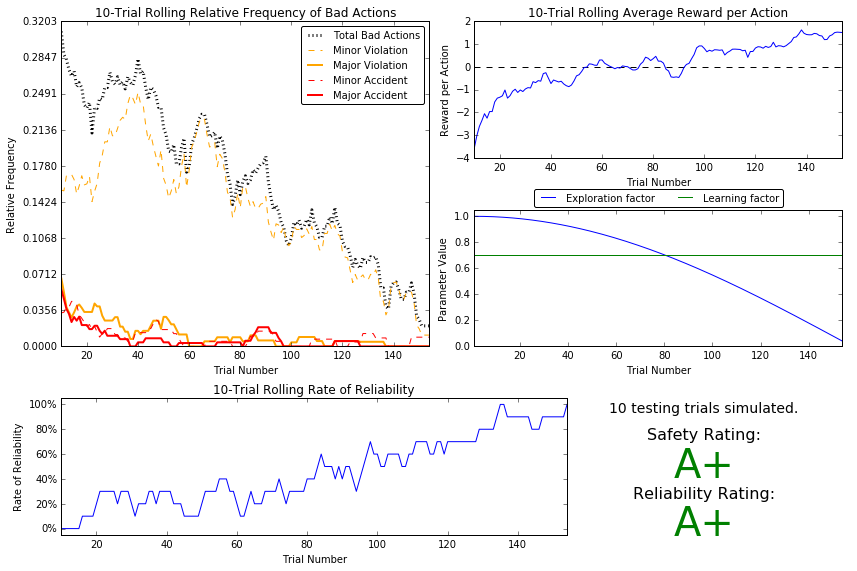 10-Trial Rolling Relative Frequency of Bad Actions
Relative Frequency
0.3203
0.2847
0.2491
0.2136
0.1780
0.1424
0.1068
0.0712
0.0356
0.0000
Total Bad Actions
Minor Violation
Major Violation
Minor Accident
Major Accident
20 40 60 80 100 120 140
Trial Number
10-Trial Rolling Average Reward per Action
Reward per Action
2
1
0
−1
−2
−3
−4
20 40 60 80 100 120 140
Trial Number
Exploration factor Learning factor
Parameter Value
1.0
0.8
0.6
0.4
0.2
0.0
20 40 60 80 100 120 140
Trial Number
10-Trial Rolling Rate of Reliability
Rate of Reliability
100%
80%
60%
40%
20%
0%
20 40 60 80 100 120 140
Trial Number
10 testing trials simulated.
Safety Rating:
A+
Reliability Rating:
A+